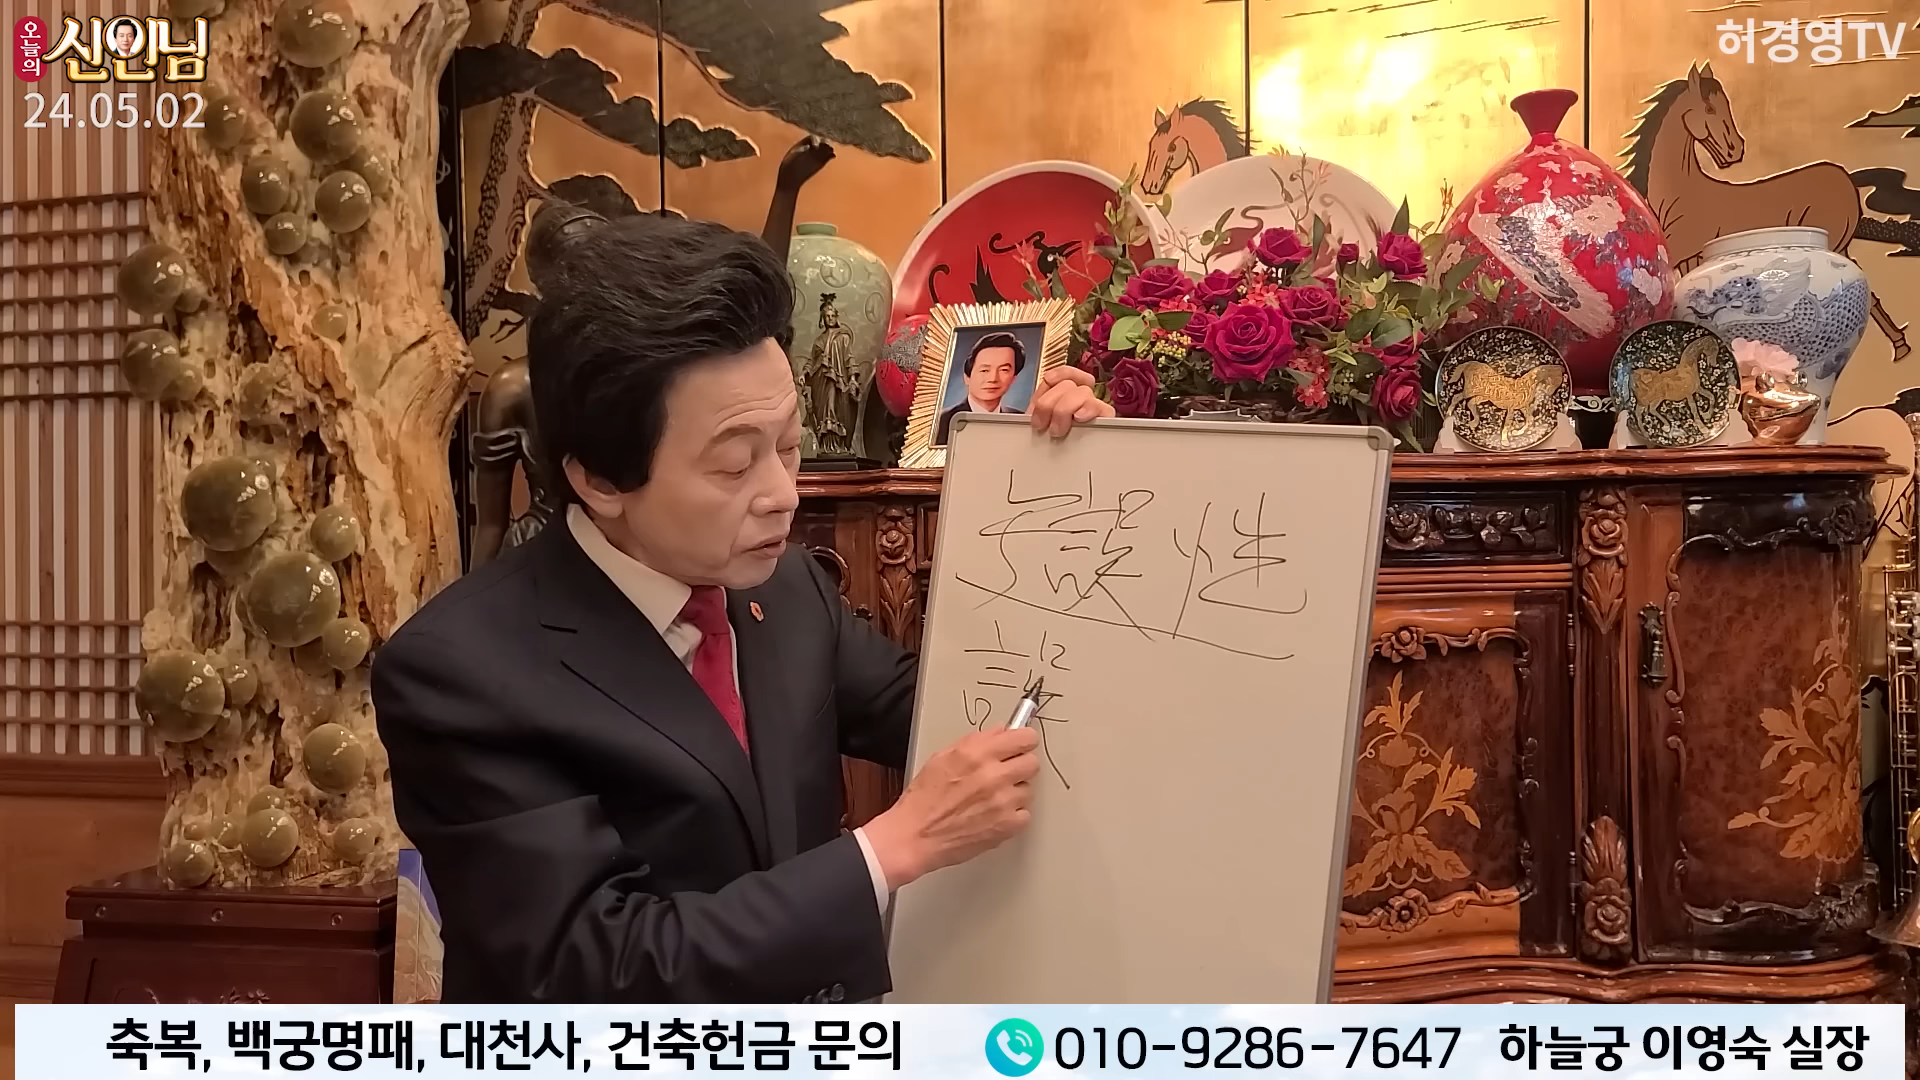 오늘의
신인님
24.05.02
허경영TV
性
축복, 백궁명패, 대천사, 건축헌금 문의
010-9286-7647 하늘궁 이영숙 실장